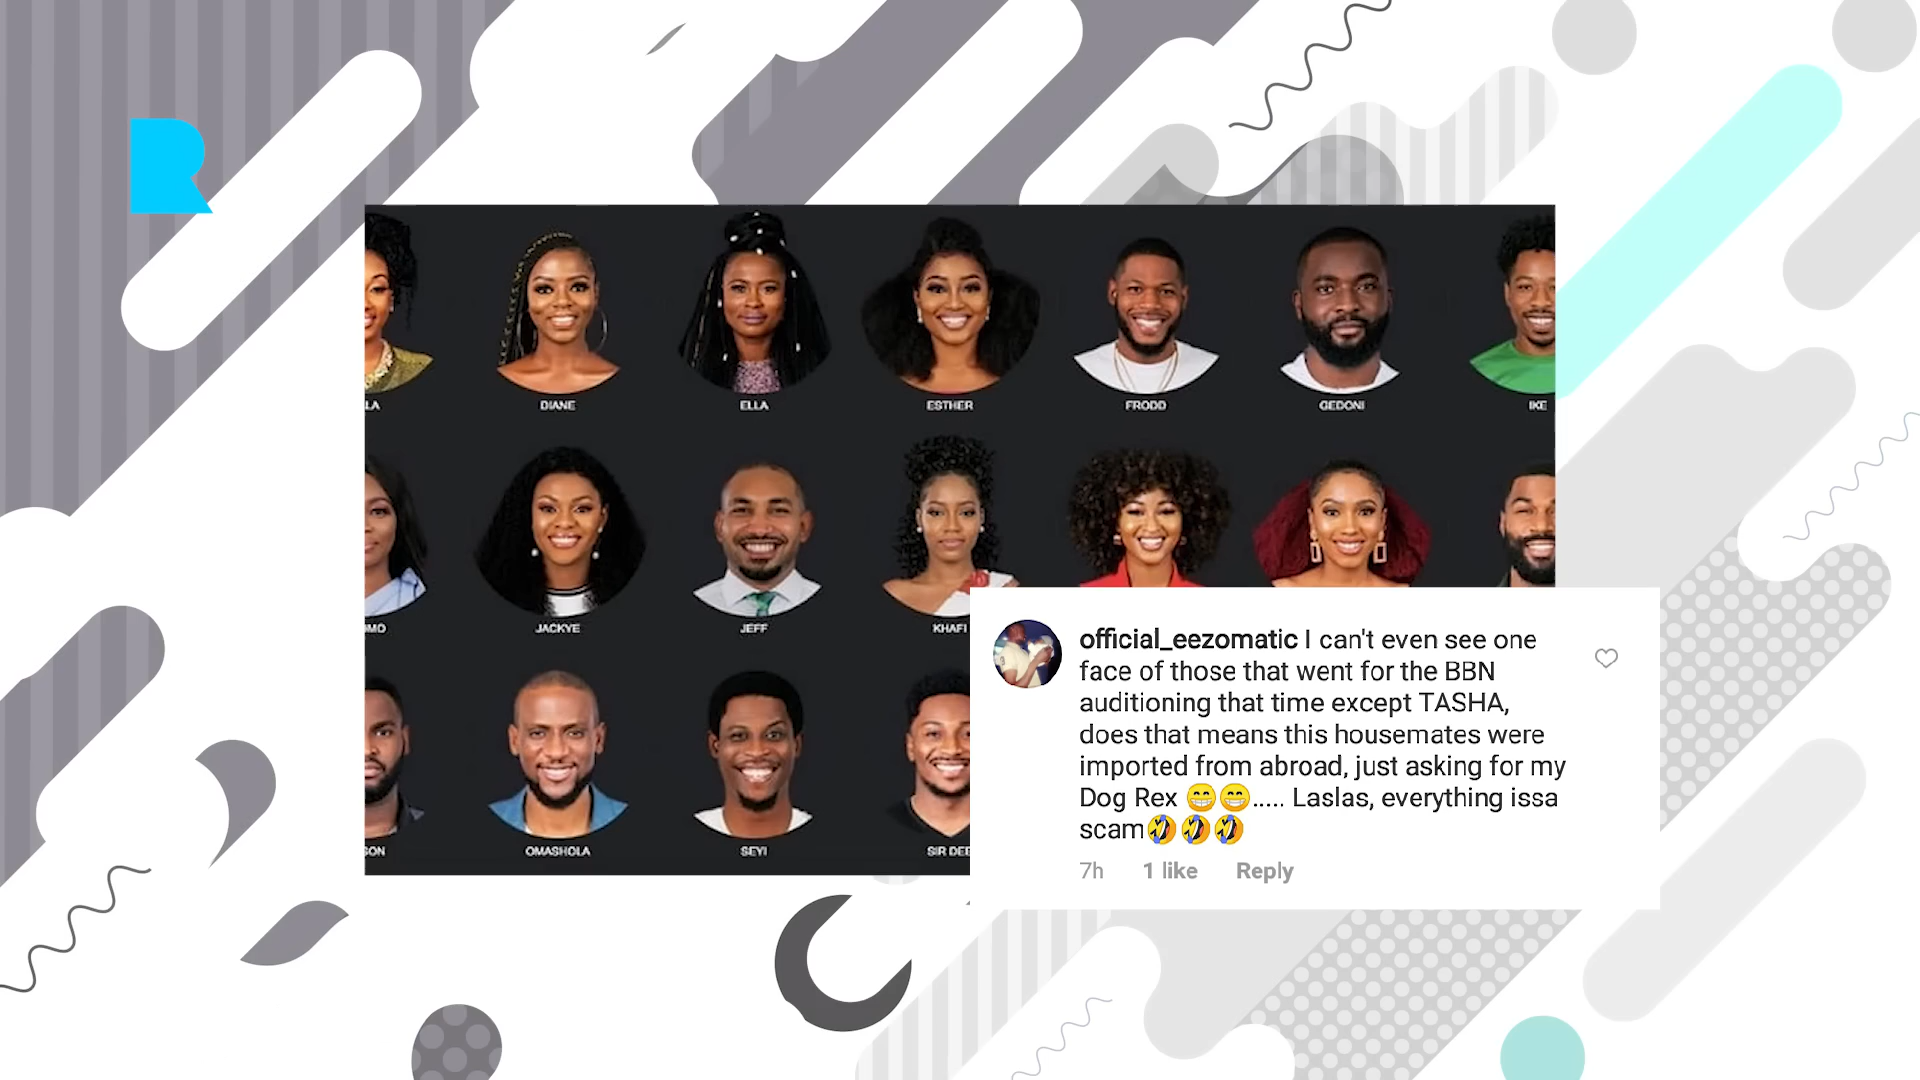 R
LA DIANE ELLA ESTHER FRODD GEDONI IKE
MO JACKYE JEFF KHAFI
SON OMASHOLA SEYI SIR DEE
official_eezomatic I can't even see one
face of those that went for the BBN
auditioning that time except TASHA,
does that means this housemates were
imported from abroad, just asking for my
Dog Rex 😁😁..... Laslas, everything issa
scam🤣🤣🤣
7h 1 like Reply